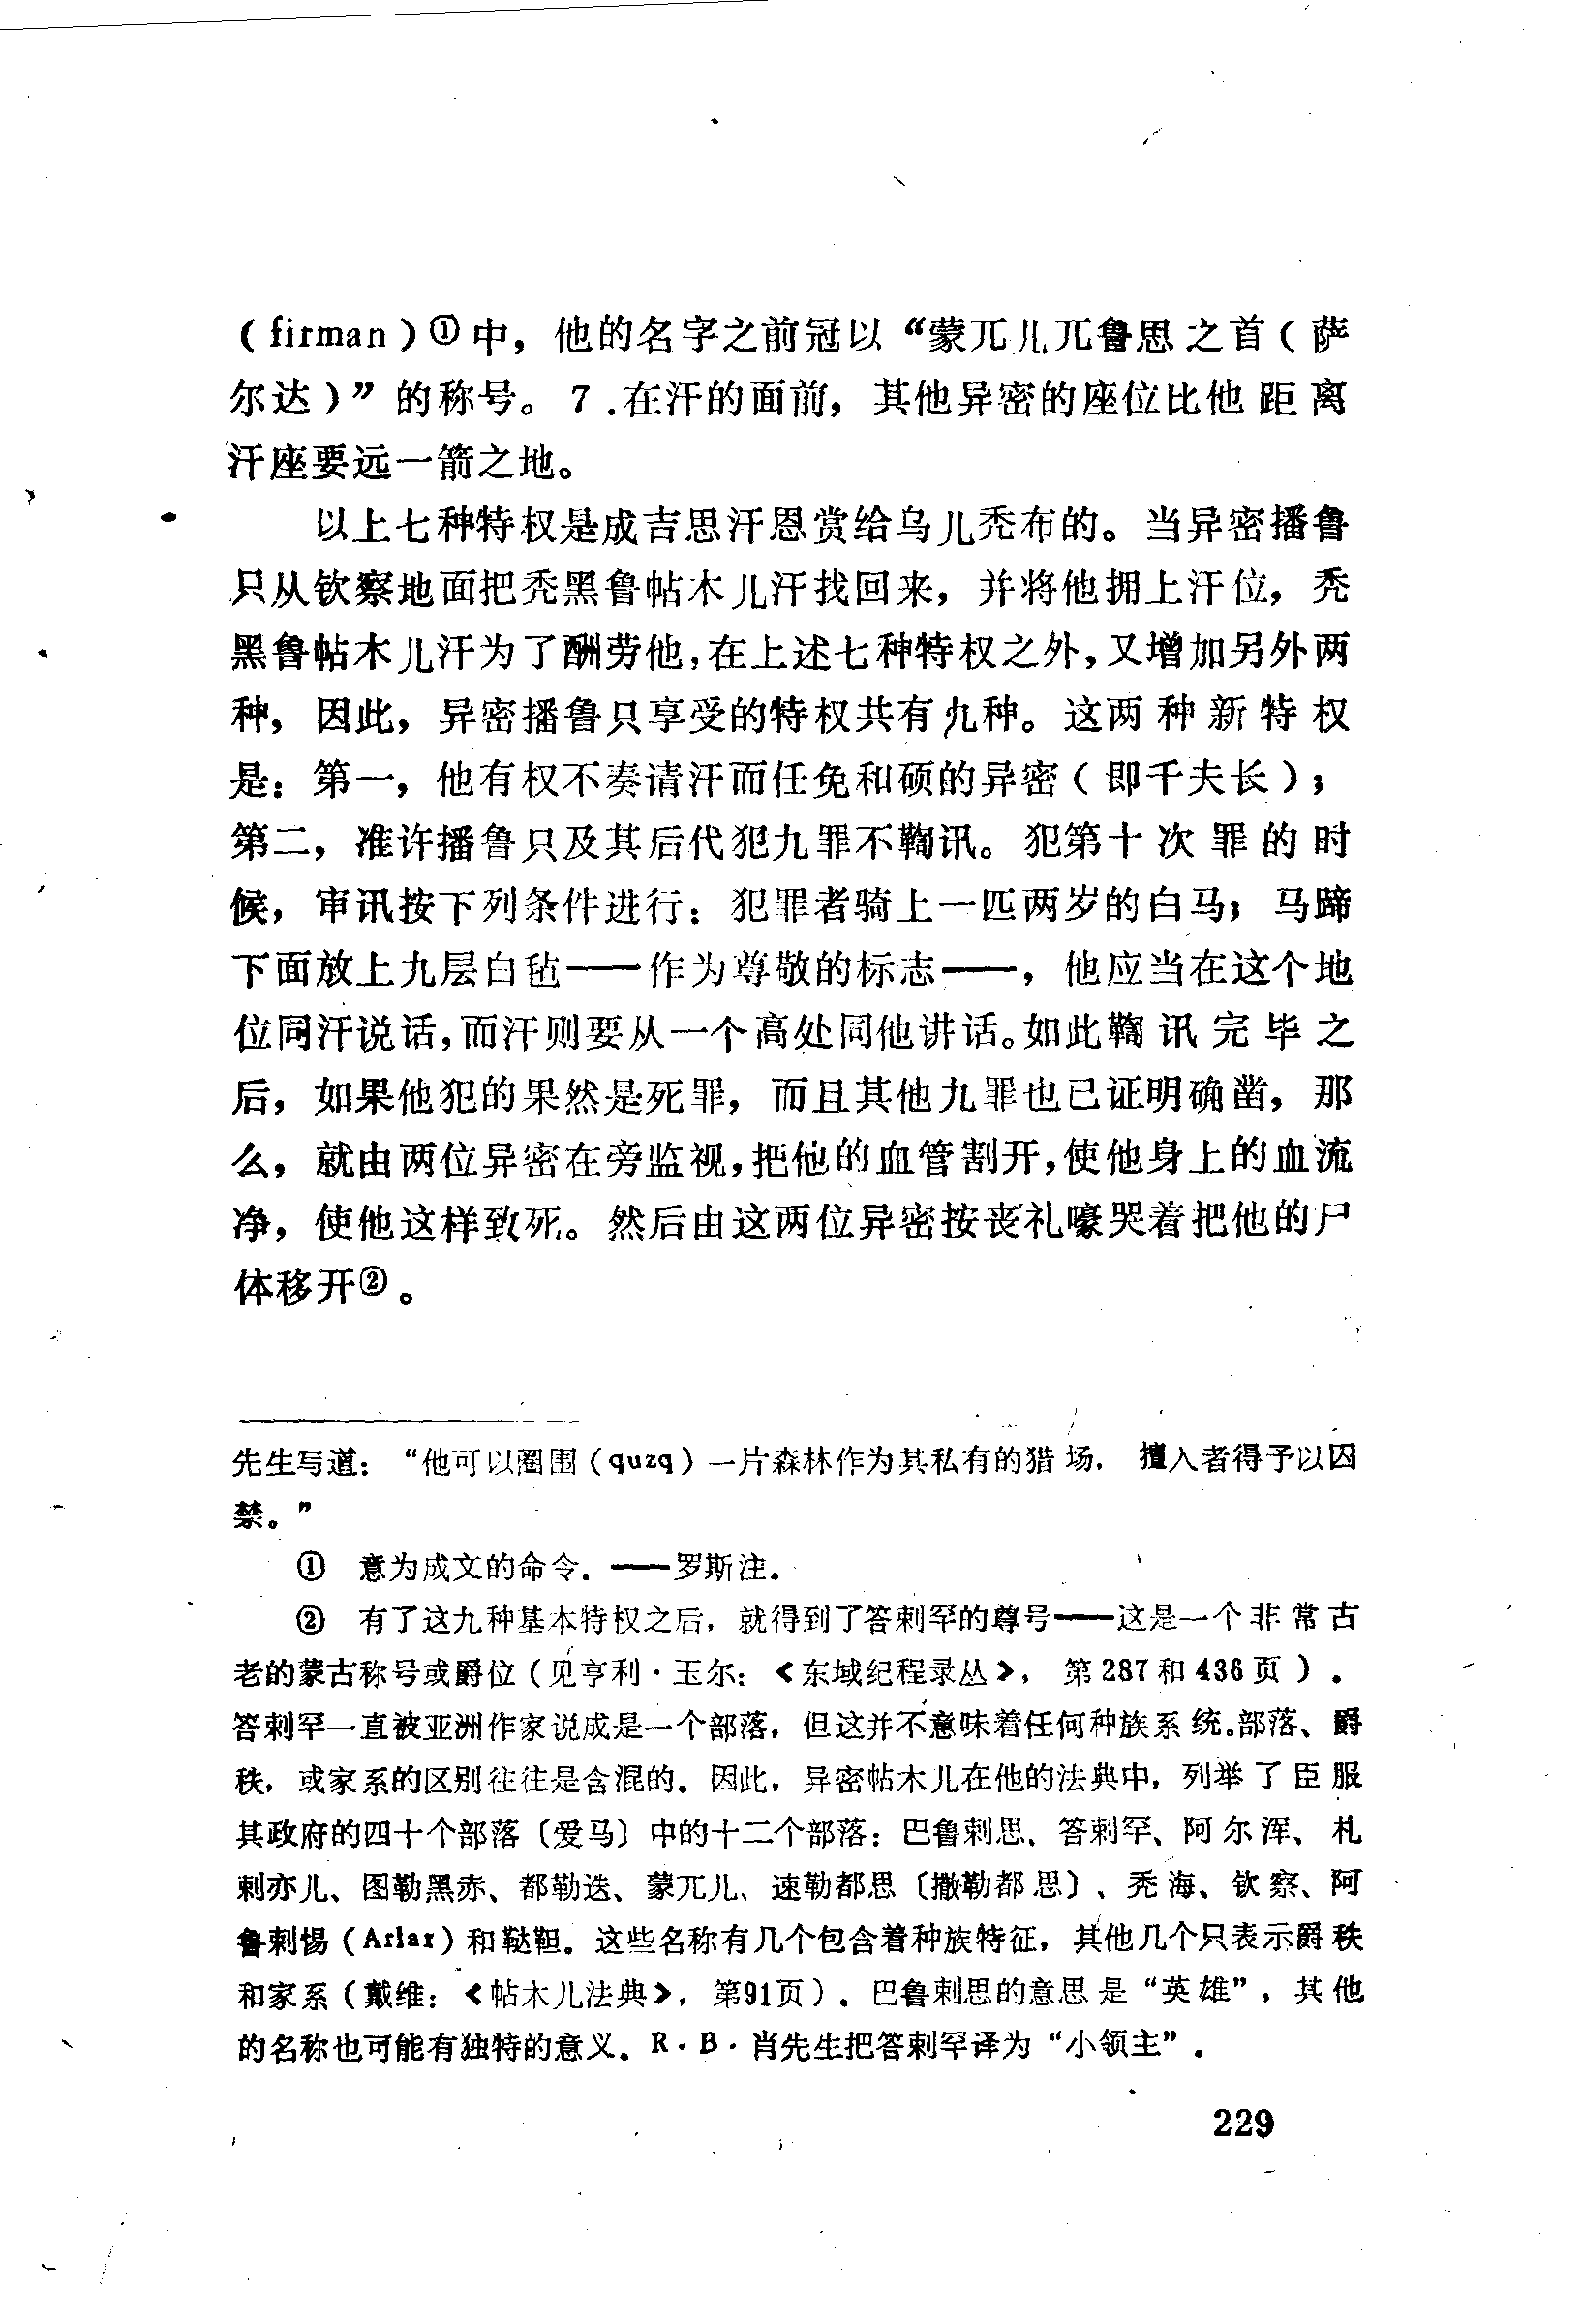 （firman）①中，他的名字之前冠以“蒙兀儿兀鲁思之首（萨
尔达）”的称号。7.在汗的面前，其他异密的座位比他距离
汗座要远一箭之地。
以上七种特权是成吉思汗恩赏给乌儿秃布的。当异密播鲁
只从钦察地面把秃黑鲁帖木儿汗找回来，并将他拥上汗位，秃
黑鲁帖木儿汗为了酬劳他，在上述七种特权之外，又增加另外两
种，因此，异密播鲁只享受的特权共有九种。这两种新特权
是：第一，他有权不奏请汗而任免和硕的异密（即千夫长）；
第二，准许播鲁只及其后代犯九罪不鞫讯。犯第十次罪的时
候，审讯按下列条件进行：犯罪者骑上一匹两岁的白马；马蹄
下面放上九层白毡——作为尊敬的标志——，他应当在这个地
位同汗说话，而汗则要从一个高处同他讲话。如此鞫讯完毕之
后，如果他犯的果然是死罪，而且其他九罪也已证明确凿，那
么，就由两位异密在旁监视，把他的血管割开，使他身上的血流
净，使他这样致死。然后由这两位异密按丧礼嚎哭着把他的尸
体移开②。
先生写道：“他可以圈围（quzq）一片森林作为其私有的猎场，擅入者得予以囚
禁。”
① 意为成文的命令。——罗斯注。
② 有了这九种基本特权之后，就得到了答剌罕的尊号——这是一个非常古
老的蒙古称号或爵位（见亨利·玉尔：《东域纪程录丛》，第287和436页）。
答剌罕一直被亚洲作家说成是一个部落，但这并不意味着任何种族系统。部落、爵
秩，或家系的区别往往是含混的。因此，异密帖木儿在他的法典中，列举了臣服
其政府的四十个部落〔爱马〕中的十二个部落：巴鲁剌思、答剌罕、阿尔浑、札
剌亦儿、图勒黑赤、都勒迭、蒙兀儿、速勒都思〔撒勒都思〕、秃海、钦察、阿
鲁剌惕（Arlar）和鞑靼。这些名称有几个包含着种族特征，其他几个只表示爵秩
和家系（戴维：《帖木儿法典》，第91页）。巴鲁剌思的意思是“英雄”，其他
的名称也可能有独特的意义。R·B·肖先生把答剌罕译为“小领主”。
229